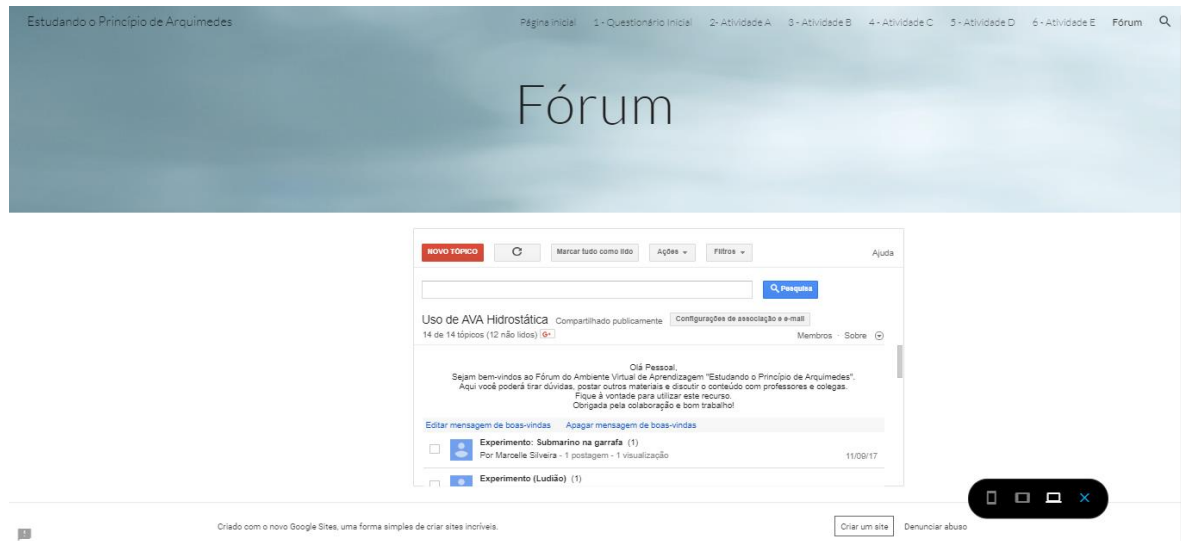 Estudando o Princípio de Arquimedes
Página inicial 1 - Questionário Inicial 2- Atividade A 3 - Atividade B 4 - Atividade C 5 - Atividade D 6 - Atividade E Fórum
Fórum
NOVO TÓPICO Marcar tudo como lido Ações Filtros Ajuda
Pesquisa
Uso de AVA Hidrostática Compartilhado publicamente Configurações de associação e e-mail
14 de 14 tópicos (12 não lidos) G+ Membros · Sobre
Olá Pessoal,
Sejam bem-vindos ao Fórum do Ambiente Virtual de Aprendizagem "Estudando o Princípio de Arquimedes".
Aqui você poderá tirar dúvidas, postar outros materiais e discutir o conteúdo com professores e colegas.
Fique à vontade para utilizar este recurso.
Obrigada pela colaboração e bom trabalho!
Editar mensagem de boas-vindas Apagar mensagem de boas-vindas
Experimento: Submarino na garrafa (1)
Por Marcelle Silveira - 1 postagem - 1 visualização 11/09/17
Experimento (Ludião) (1)
Criado com o novo Google Sites, uma forma simples de criar sites incríveis. Criar um site Denunciar abuso